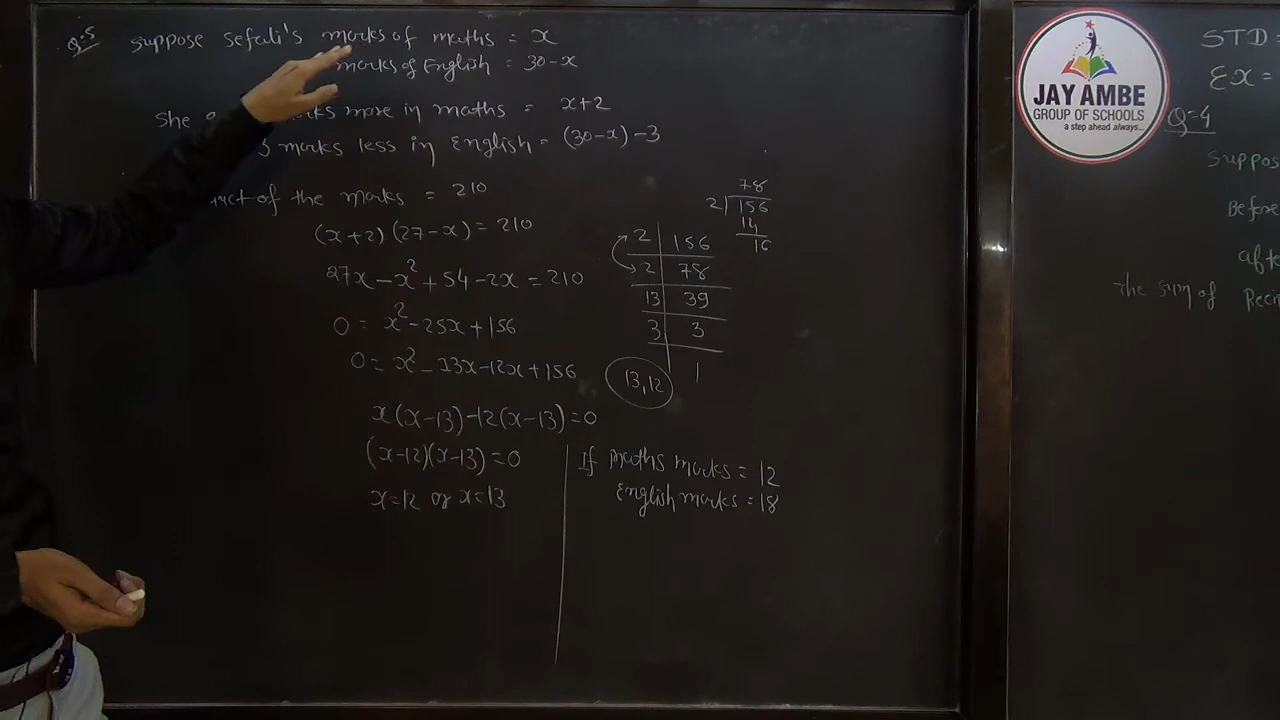 Q-5 Suppose Sefali's marks of maths = x
marks of English = 30-x
She marks more in maths = x+2
3 marks less in English = (30-x)-3
of the marks = 210
(x+2) (27-x) = 210
27x - x² + 54 - 2x = 210
0 = x² - 25x + 156
0 = x² - 13x - 12x + 156
x(x-13) - 12(x-13) = 0
(x-12)(x-13) = 0
x=12 or x=13
78
2 156
14
16
2 156
2 78
13 39
3 3
1
13,12
If maths marks = 12
English marks = 18
JAY AMBE
GROUP OF SCHOOLS
a step ahead always...
STD =
EX =
Q-4
Suppos
Before
afte
The sum of Reci